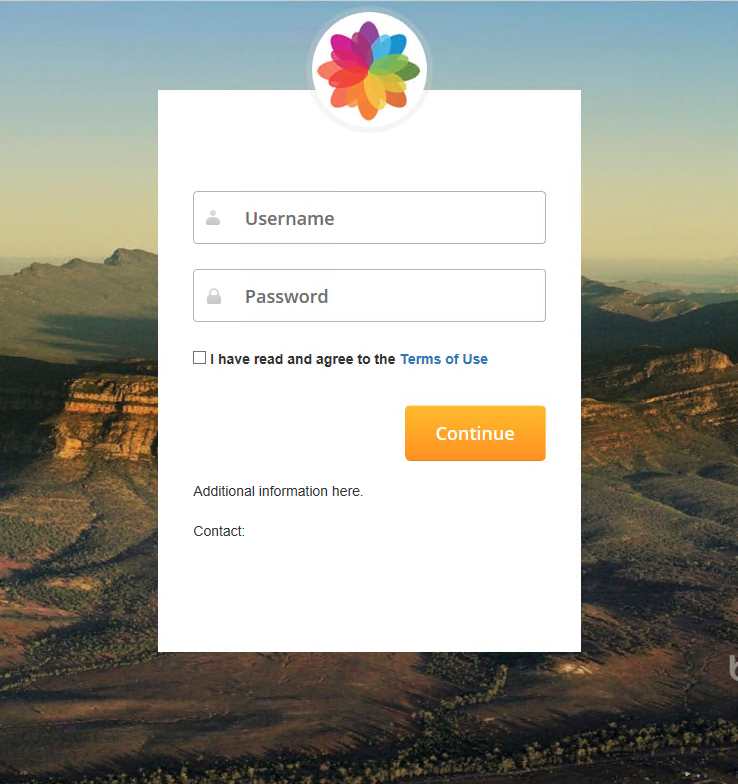 Username
Password
I have read and agree to the Terms of Use
Continue
Additional information here.
Contact:
b